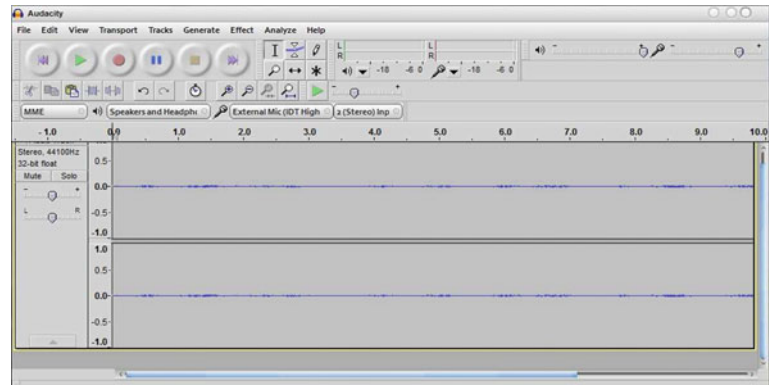 Audacity
File Edit View Transport Tracks Generate Effect Analyze Help
L
R
-18 -6 0
L
R
-18 -6 0
MME
Speakers and Headpho
External Mic (IDT High
2 (Stereo) Inp
-1.0 0.0 1.0 2.0 3.0 4.0 5.0 6.0 7.0 8.0 9.0 10.0
Stereo, 44100Hz
32-bit float
Mute Solo
L R
0.5
0.0
-0.5
-1.0
1.0
0.5
0.0
-0.5
-1.0